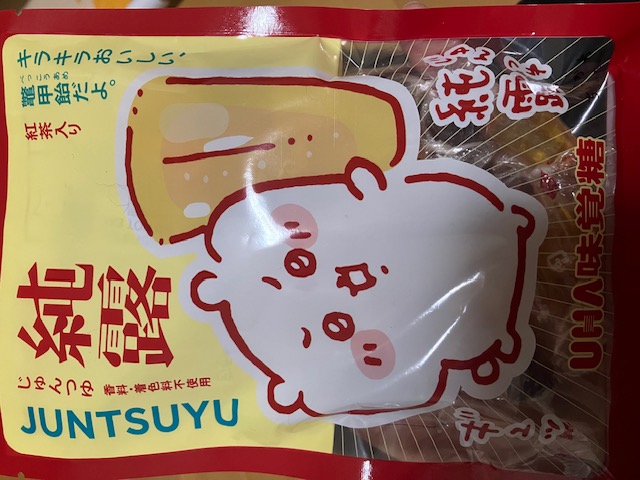 キラキラおいしい、
べっこうあめ
鼈甲飴だよ。
紅茶入り
純露
じゅんつゆ
香料・着色料不使用
JUNTSUYU
純露
UHA味覚糖